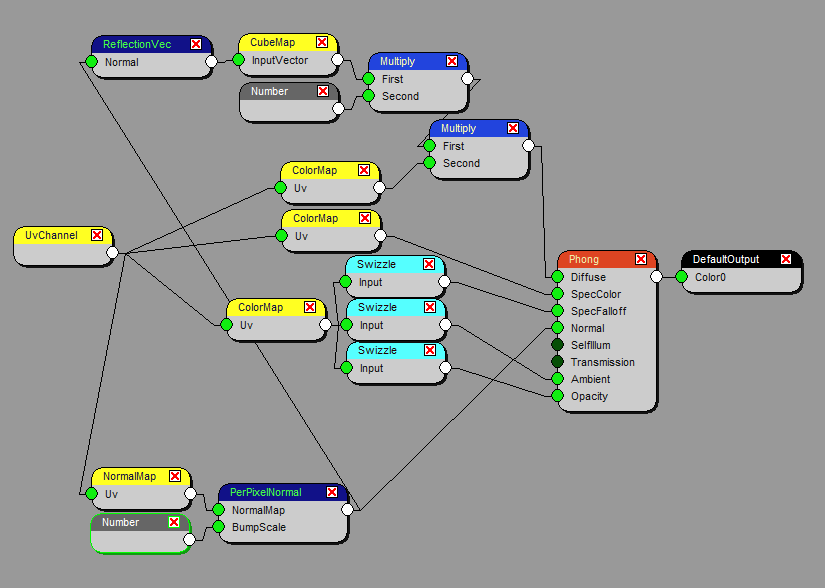 ReflectionVec
Normal
CubeMap
InputVector
Number
Multiply
First
Second
Multiply
First
Second
ColorMap
Uv
ColorMap
Uv
UvChannel
Swizzle
Input
ColorMap
Uv
Swizzle
Input
Swizzle
Input
Phong
Diffuse
SpecColor
SpecFalloff
Normal
SelfIllum
Transmission
Ambient
Opacity
DefaultOutput
Color0
NormalMap
Uv
Number
PerPixelNormal
NormalMap
BumpScale